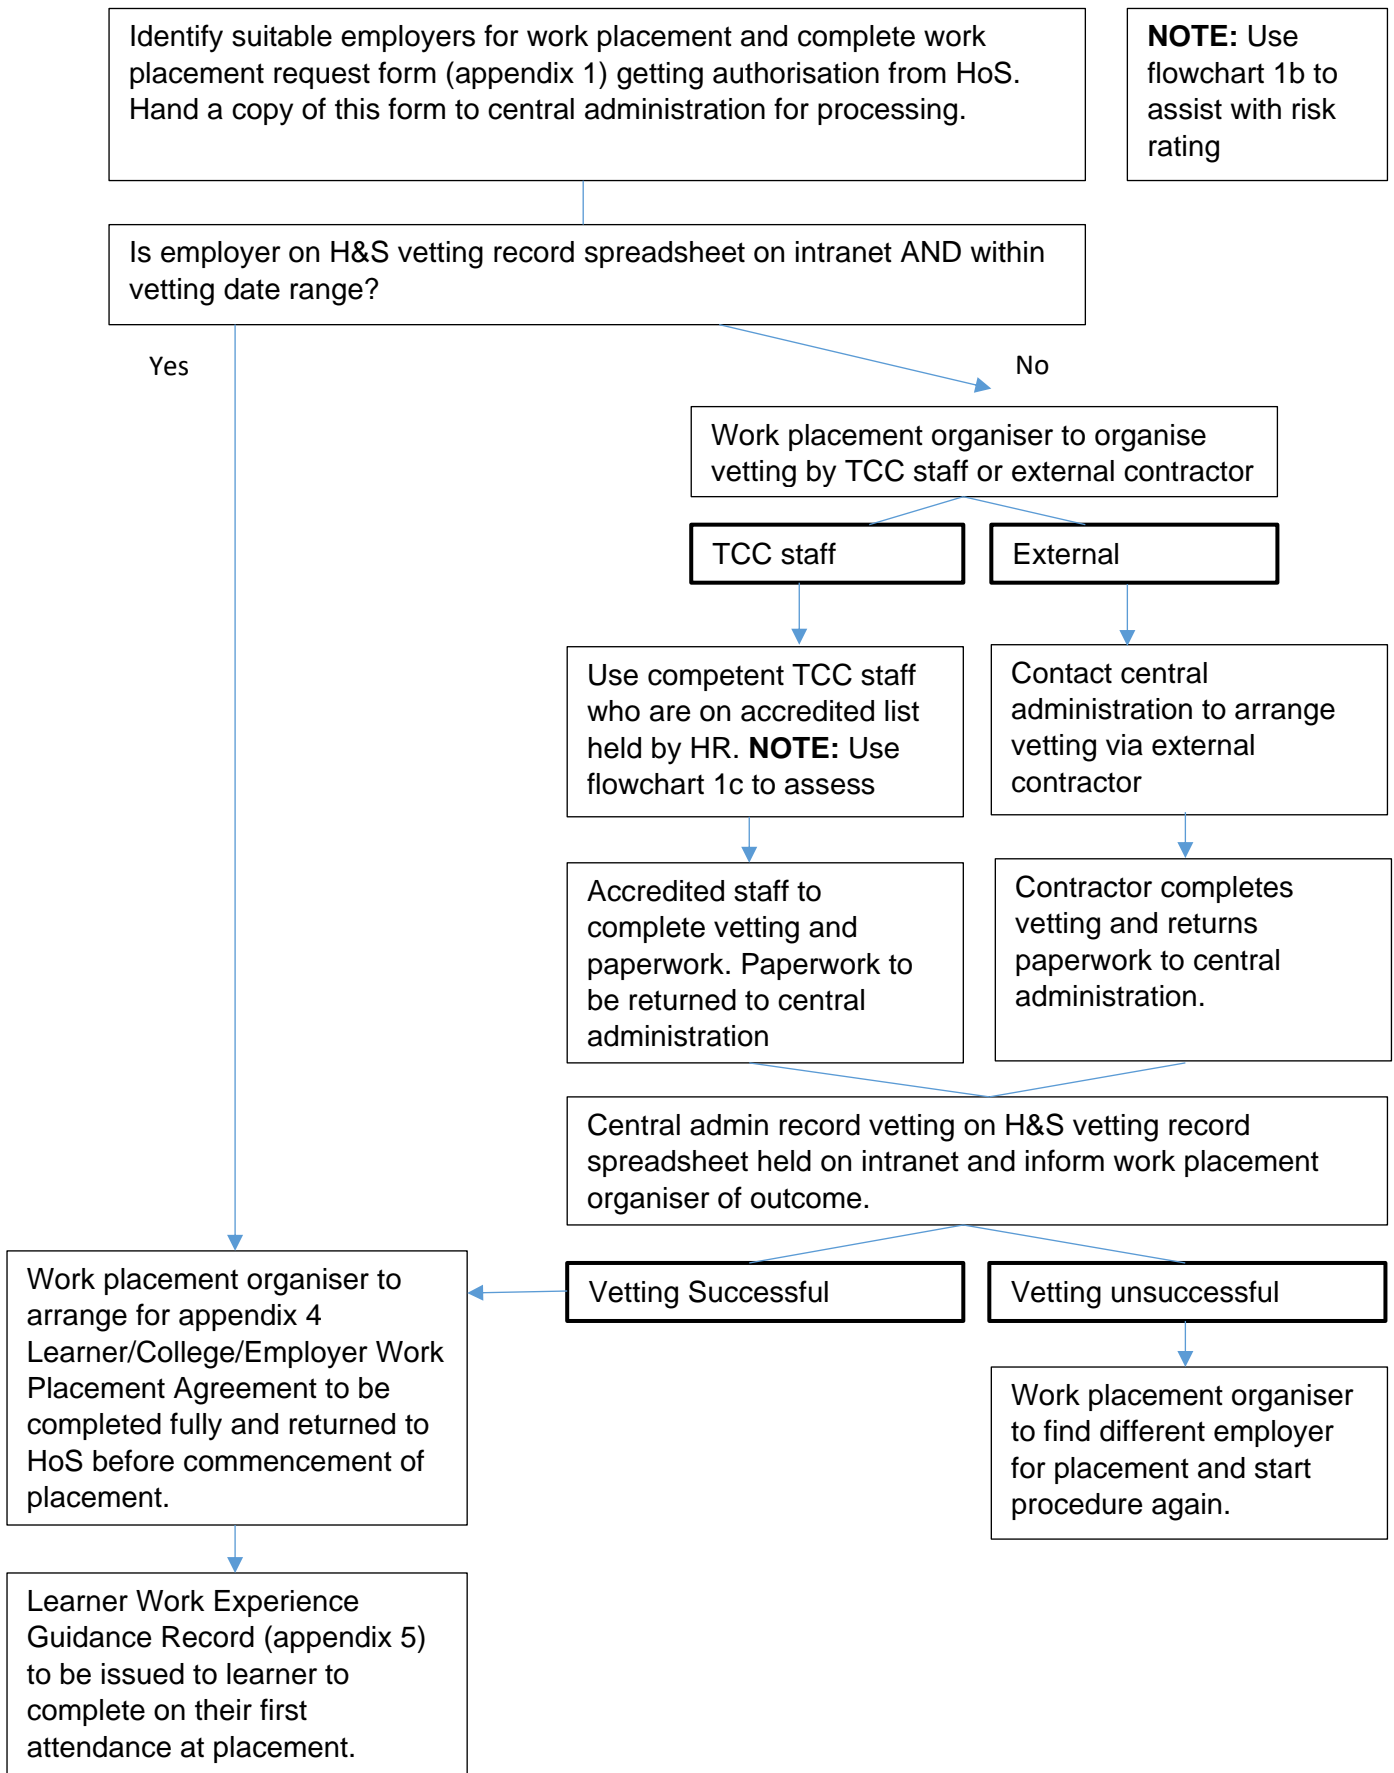 Identify suitable employers for work placement and complete work
placement request form (appendix 1) getting authorisation from HoS.
Hand a copy of this form to central administration for processing.
NOTE: Use
flowchart 1b to
assist with risk
rating
Is employer on H&S vetting record spreadsheet on intranet AND within
vetting date range?
Yes
No
Work placement organiser to organise
vetting by TCC staff or external contractor
TCC staff
External
Use competent TCC staff
who are on accredited list
held by HR. NOTE: Use
flowchart 1c to assess
Contact central
administration to arrange
vetting via external
contractor
Accredited staff to
complete vetting and
paperwork. Paperwork to
be returned to central
administration
Contractor completes
vetting and returns
paperwork to central
administration.
Central admin record vetting on H&S vetting record
spreadsheet held on intranet and inform work placement
organiser of outcome.
Vetting Successful
Vetting unsuccessful
Work placement organiser to
arrange for appendix 4
Learner/College/Employer Work
Placement Agreement to be
completed fully and returned to
HoS before commencement of
placement.
Work placement organiser
to find different employer
for placement and start
procedure again.
Learner Work Experience
Guidance Record (appendix 5)
to be issued to learner to
complete on their first
attendance at placement.